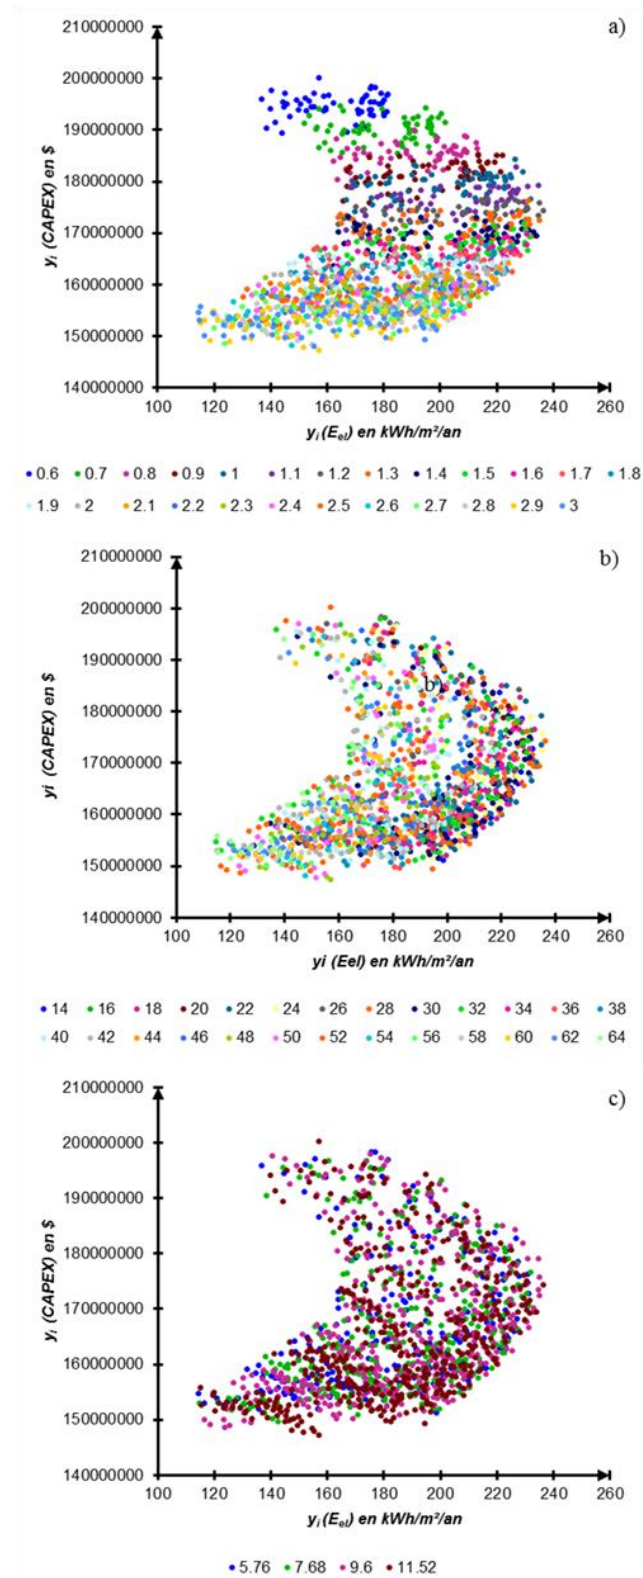 a)
210000000
200000000
190000000
180000000
170000000
160000000
150000000
140000000
yi (CAPEX) en $
100 120 140 160 180 200 220 240 260
yi (Eel) en kWh/m²/an
0.6 0.7 0.8 0.9 1 1.1 1.2 1.3 1.4 1.5 1.6 1.7 1.8
1.9 2 2.1 2.2 2.3 2.4 2.5 2.6 2.7 2.8 2.9 3
b)
210000000
200000000
190000000
b)
180000000
170000000
160000000
150000000
140000000
yi (CAPEX) en $
100 120 140 160 180 200 220 240 260
yi (Eel) en kWh/m²/an
14 16 18 20 22 24 26 28 30 32 34 36 38
40 42 44 46 48 50 52 54 56 58 60 62 64
c)
210000000
200000000
190000000
180000000
170000000
160000000
150000000
140000000
yi (CAPEX) en $
100 120 140 160 180 200 220 240 260
yi (Eel) en kWh/m²/an
5.76 7.68 9.6 11.52